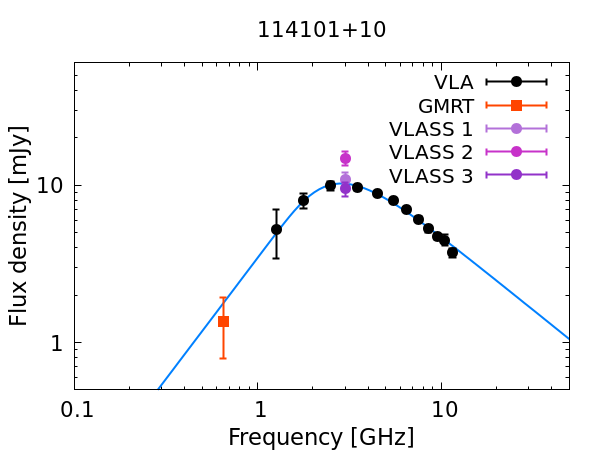 114101+10
VLA
GMRT
VLASS 1
VLASS 2
VLASS 3
10
1
Flux density [mJy]
0.1
1
10
Frequency [GHz]